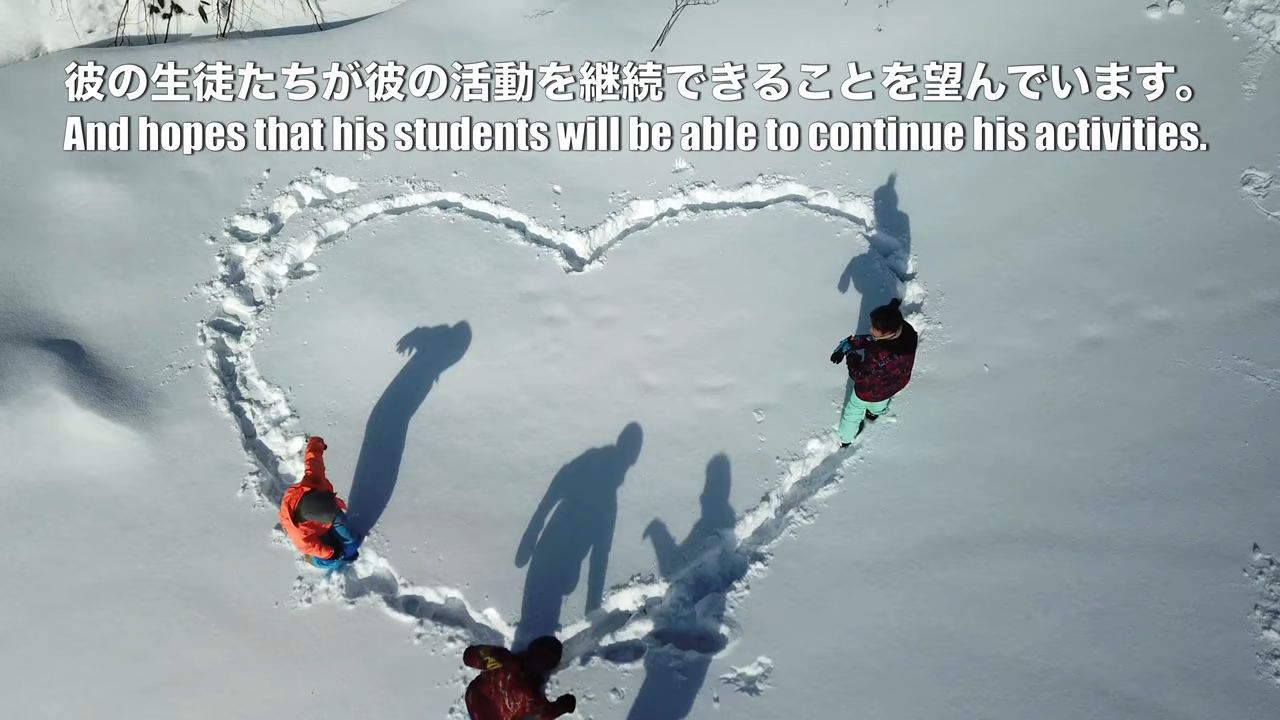 彼の生徒たちが彼の活動を継続できることを望んでいます。
And hopes that his students will be able to continue his activities.